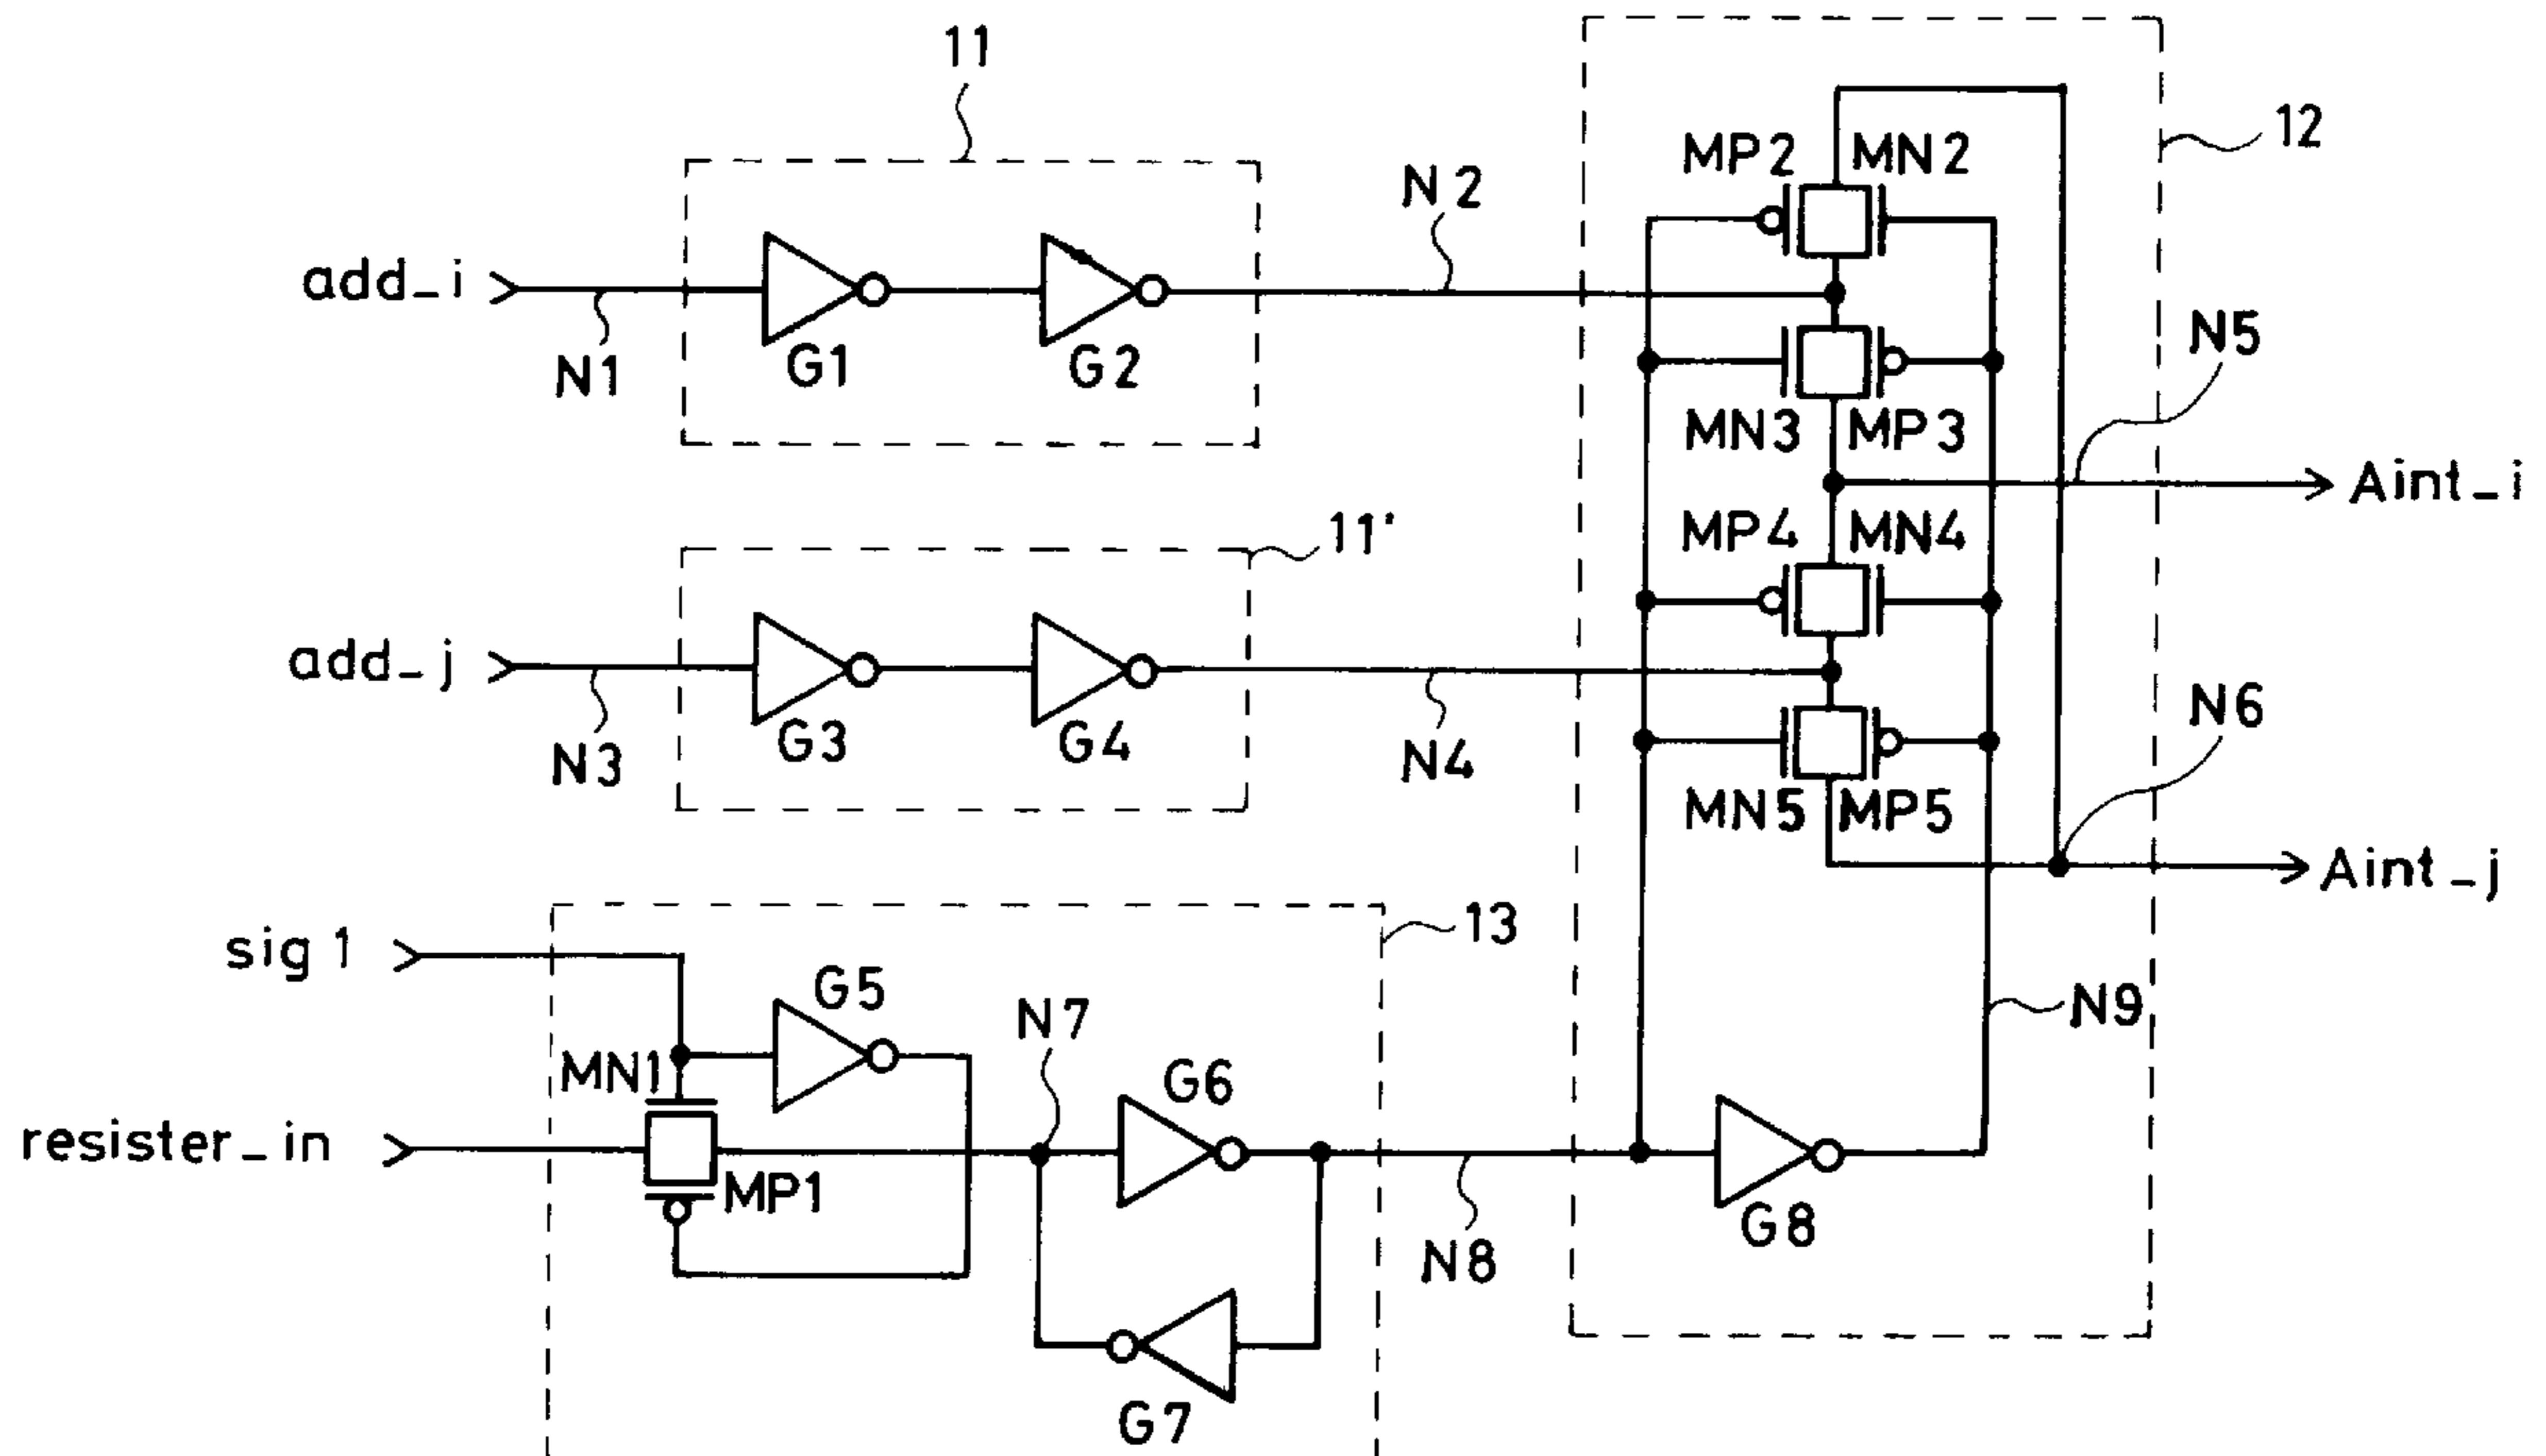 11
12
MP2 MN2
N2
add_i
N1
G1
G2
N5
MN3 MP3
Aint_i
MP4 MN4
11'
add_j
N3
G3
G4
N4
N6
MN5 MP5
Aint_j
13
sig 1
G5
N7
N9
MN1
G6
resister_in
MP1
G8
N8
G7